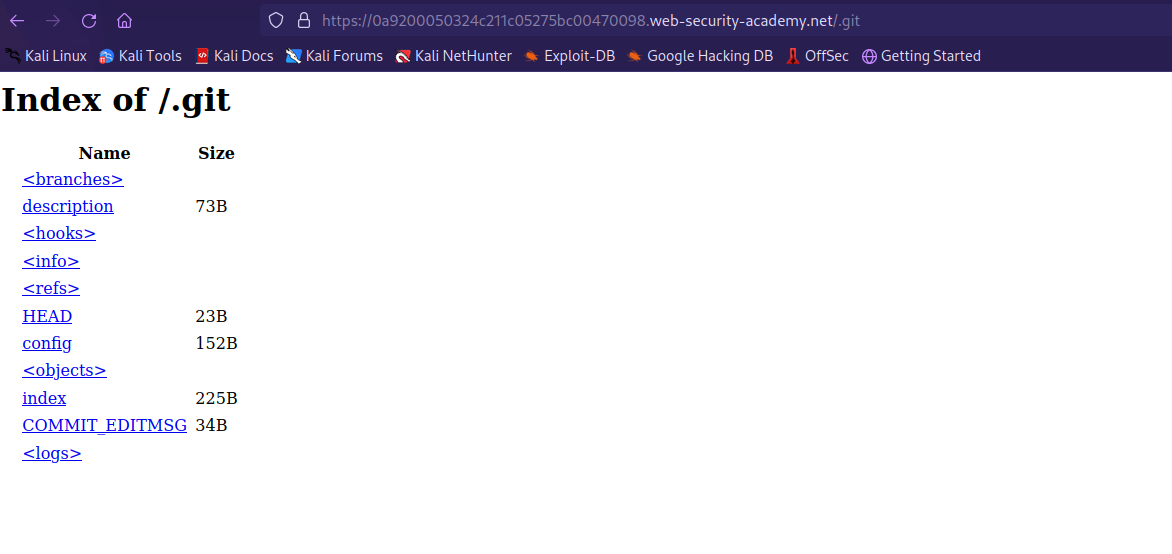 https://0a9200050324c211c05275bc00470098.web-security-academy.net/.git
Kali Linux Kali Tools Kali Docs Kali Forums Kali NetHunter Exploit-DB Google Hacking DB OffSec Getting Started
Index of /.git
Name Size
<branches>
description 73B
<hooks>
<info>
<refs>
HEAD 23B
config 152B
<objects>
index 225B
COMMIT_EDITMSG 34B
<logs>